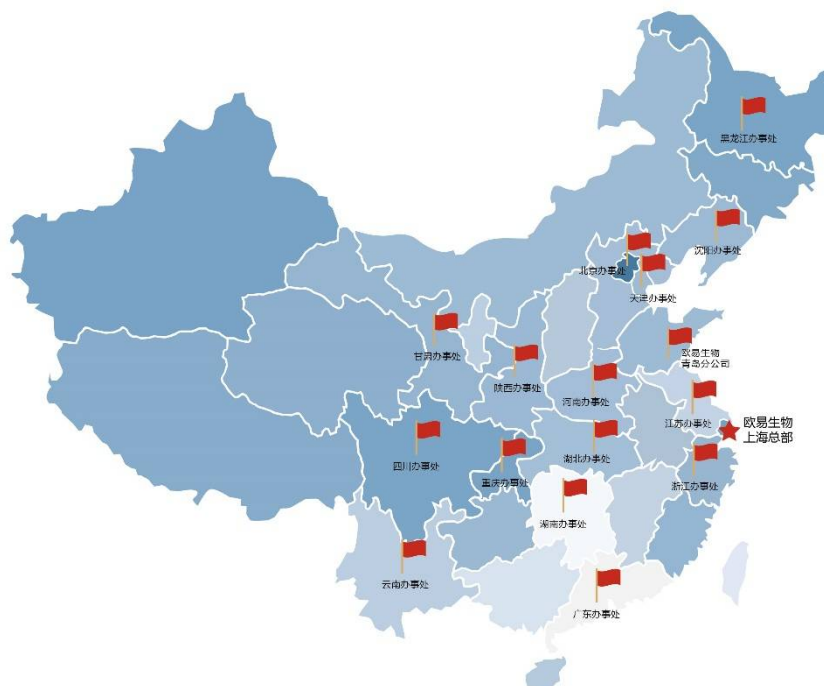 黑龙江办事处
沈阳办事处
北京办事处
天津办事处
甘肃办事处
陕西办事处
欧易生物
青岛分公司
河南办事处
江苏办事处
欧易生物
上海总部
四川办事处
重庆办事处
湖北办事处
浙江办事处
湖南办事处
云南办事处
广东办事处